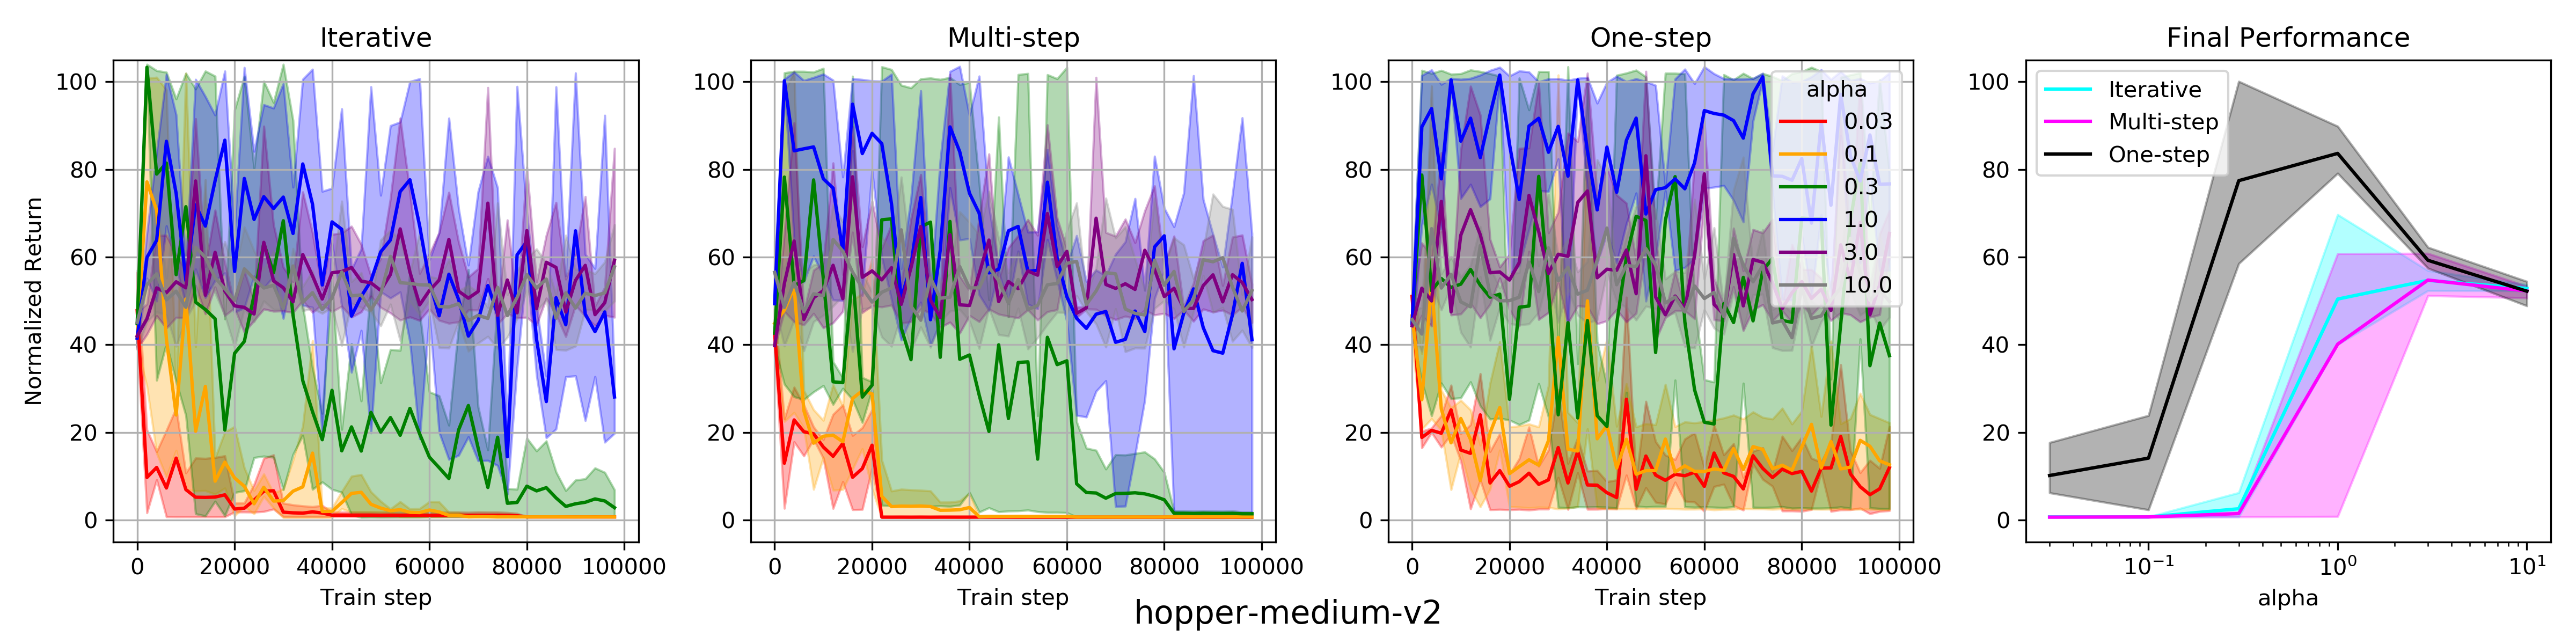 Iterative
Normalized Return
100
80
60
40
20
0
0 20000 40000 60000 80000 100000
Train step
Multi-step
100
80
60
40
20
0
0 20000 40000 60000 80000 100000
Train step
One-step
100
80
60
40
20
0
0 20000 40000 60000 80000 100000
Train step
alpha
0.03
0.1
0.3
1.0
3.0
10.0
Final Performance
100
80
60
40
20
0
10⁻¹ 10⁰ 10¹
alpha
Iterative
Multi-step
One-step
hopper-medium-v2